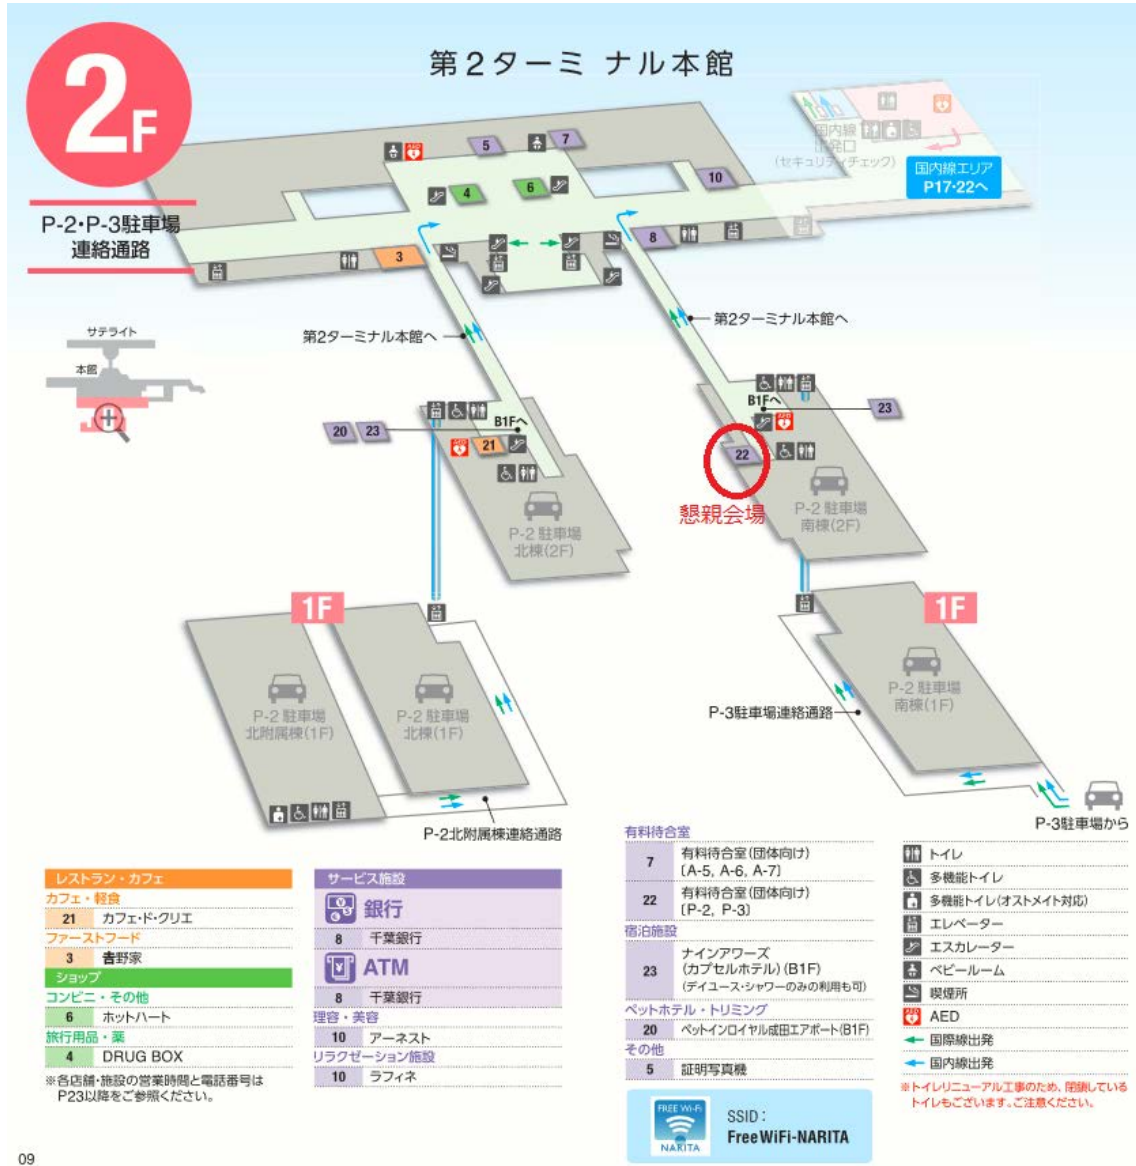 2F
第2ターミ ナル本館
P-2・P-3駐車場
連絡通路
AED
5
7
4
6
10
国内線
出発口
(セキュリティチェック)
国内線エリア
P17・22へ
3
8
サテライト
本館
第2ターミナル本館へ
第2ターミナル本館へ
B1Fへ
20
23
AED
21
B1Fへ
23
AED
22
懇親会場
P-2 駐車場
北棟(2F)
P-2 駐車場
南棟(2F)
1F
1F
P-2 駐車場
北附属棟(1F)
P-2 駐車場
北棟(1F)
P-2 駐車場
南棟(1F)
P-3駐車場連絡通路
P-2北附属棟連絡通路
P-3駐車場から
レストラン・カフェ
カフェ・軽食
21 カフェ・ド・クリエ
ファーストフード
3 𠮷野家
ショップ
コンビニ・その他
6 ホットハート
旅行用品・薬
4 DRUG BOX
※各店舗・施設の営業時間と電話番号は
P23以降をご参照ください。
サービス施設
銀行
8 千葉銀行
ATM
8 千葉銀行
理容・美容
10 アーネスト
リラクゼーション施設
10 ラフィネ
有料待合室
7 有料待合室(団体向け)
〔A-5, A-6, A-7〕
22 有料待合室(団体向け)
〔P-2, P-3〕
宿泊施設
23 ナインアワーズ
(カプセルホテル)(B1F)
(デイユース・シャワーのみの利用も可)
ペットホテル・トリミング
20 ペットインロイヤル成田エアポート(B1F)
その他
5 証明写真機
FREE Wi-Fi
NARITA
SSID:
FreeWiFi-NARITA
トイレ
多機能トイレ
多機能トイレ(オストメイト対応)
エレベーター
エスカレーター
ベビールーム
喫煙所
AED
国際線出発
国内線出発
※トイレリニューアル工事のため、閉鎖している
トイレもございます。ご注意ください。
09